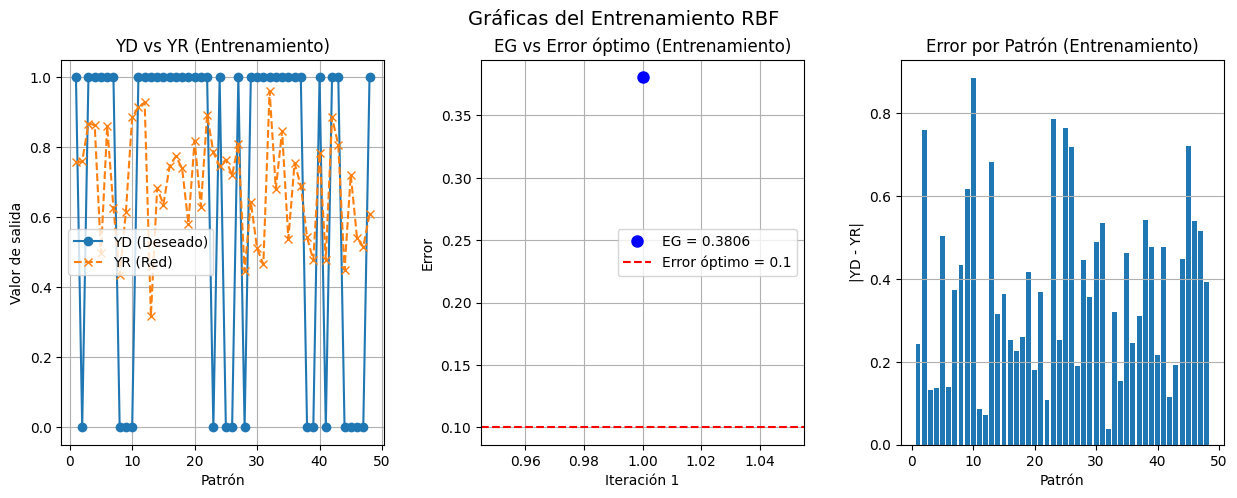 Gráficas del Entrenamiento RBF
YD vs YR (Entrenamiento)
Valor de salida
1.0
0.8
0.6
0.4
0.2
0.0
YD (Deseado)
YR (Red)
0 10 20 30 40 50
Patrón
EG vs Error óptimo (Entrenamiento)
Error
0.35
0.30
0.25
0.20
0.15
0.10
EG = 0.3806
Error óptimo = 0.1
0.96 0.98 1.00 1.02 1.04
Iteración 1
Error por Patrón (Entrenamiento)
|YD - YR|
0.8
0.6
0.4
0.2
0.0
0 10 20 30 40 50
Patrón